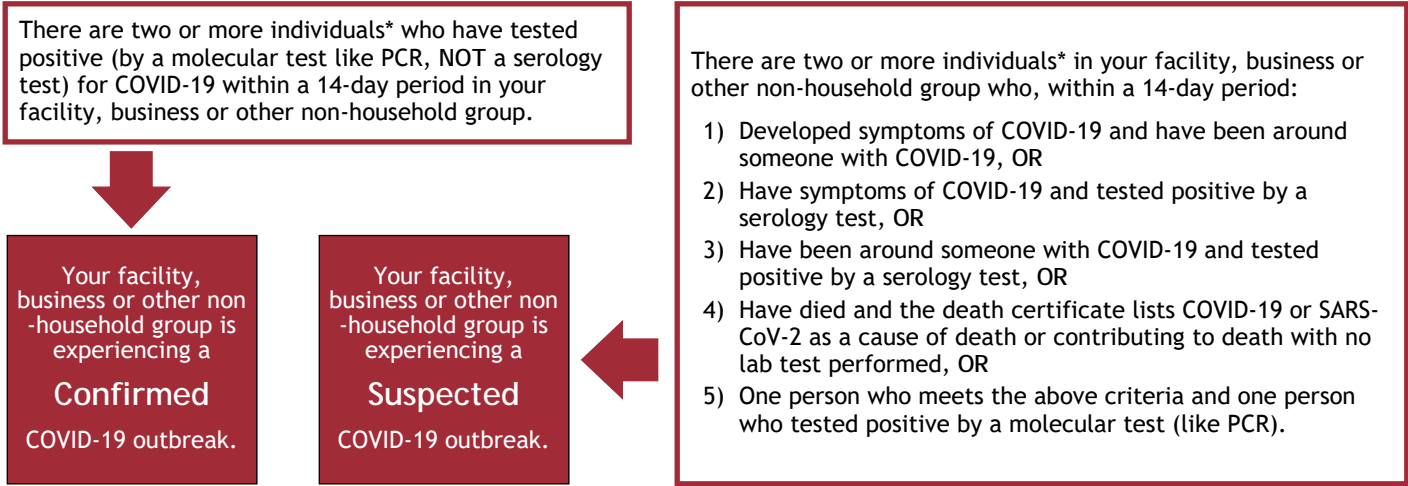 There are two or more individuals* who have tested
positive (by a molecular test like PCR, NOT a serology
test) for COVID-19 within a 14-day period in your
facility, business or other non-household group.
Your facility,
business or other non
-household group is
experiencing a
Confirmed
COVID-19 outbreak.
Your facility,
business or other non
-household group is
experiencing a
Suspected
COVID-19 outbreak.
There are two or more individuals* in your facility, business or
other non-household group who, within a 14-day period:
1) Developed symptoms of COVID-19 and have been around
someone with COVID-19, OR
2) Have symptoms of COVID-19 and tested positive by a
serology test, OR
3) Have been around someone with COVID-19 and tested
positive by a serology test, OR
4) Have died and the death certificate lists COVID-19 or SARS-
CoV-2 as a cause of death or contributing to death with no
lab test performed, OR
5) One person who meets the above criteria and one person
who tested positive by a molecular test (like PCR).